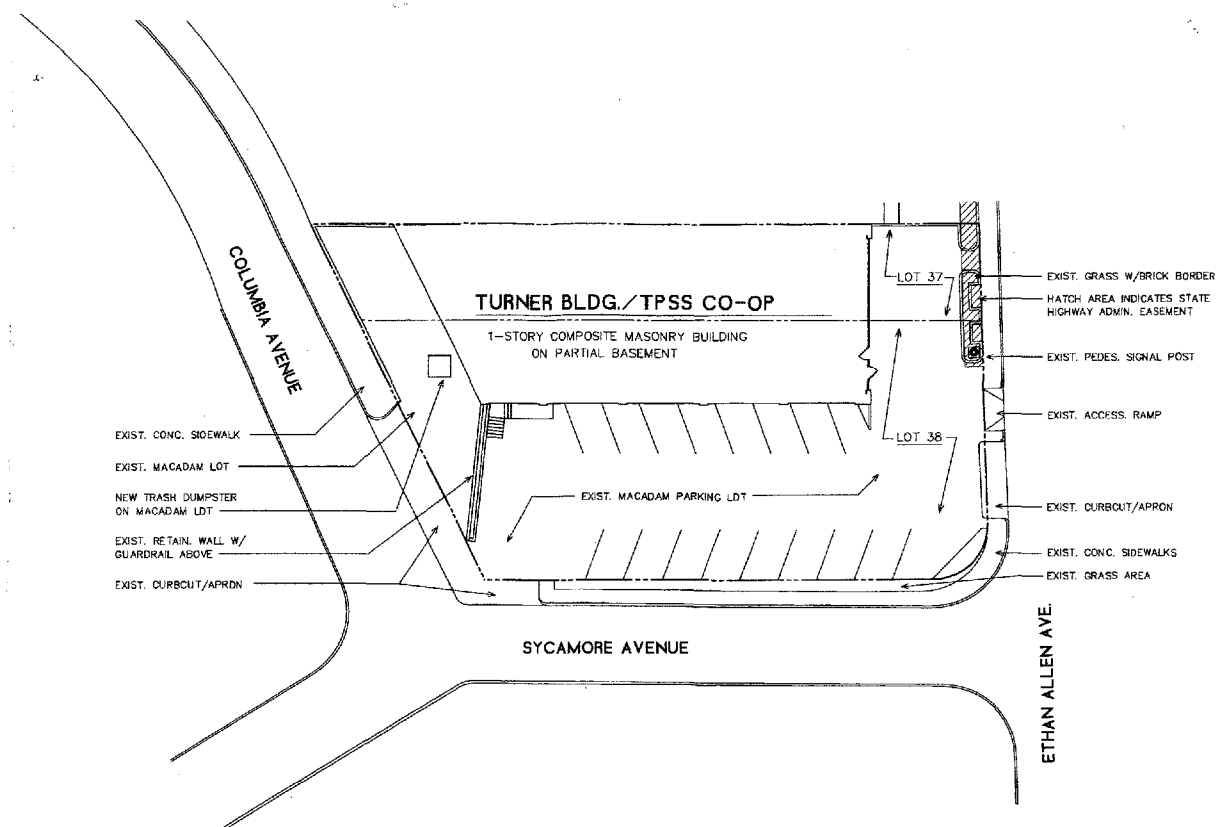 COLUMBIA AVENUE
TURNER BLDG./TPSS CO-OP
1-STORY COMPOSITE MASONRY BUILDING
ON PARTIAL BASEMENT
LOT 37
LOT 38
EXIST. GRASS W/BRICK BORDER
HATCH AREA INDICATES STATE
HIGHWAY ADMIN. EASEMENT
EXIST. PEDES. SIGNAL POST
EXIST. ACCESS. RAMP
EXIST. CURBCUT/APRON
EXIST. CONC. SIDEWALKS
EXIST. GRASS AREA
EXIST. CONC. SIDEWALK
EXIST. MACADAM LOT
NEW TRASH DUMPSTER
ON MACADAM LOT
EXIST. RETAIN. WALL W/
GUARDRAIL ABOVE
EXIST. CURBCUT/APRON
EXIST. MACADAM PARKING LOT
SYCAMORE AVENUE
ETHAN ALLEN AVE.